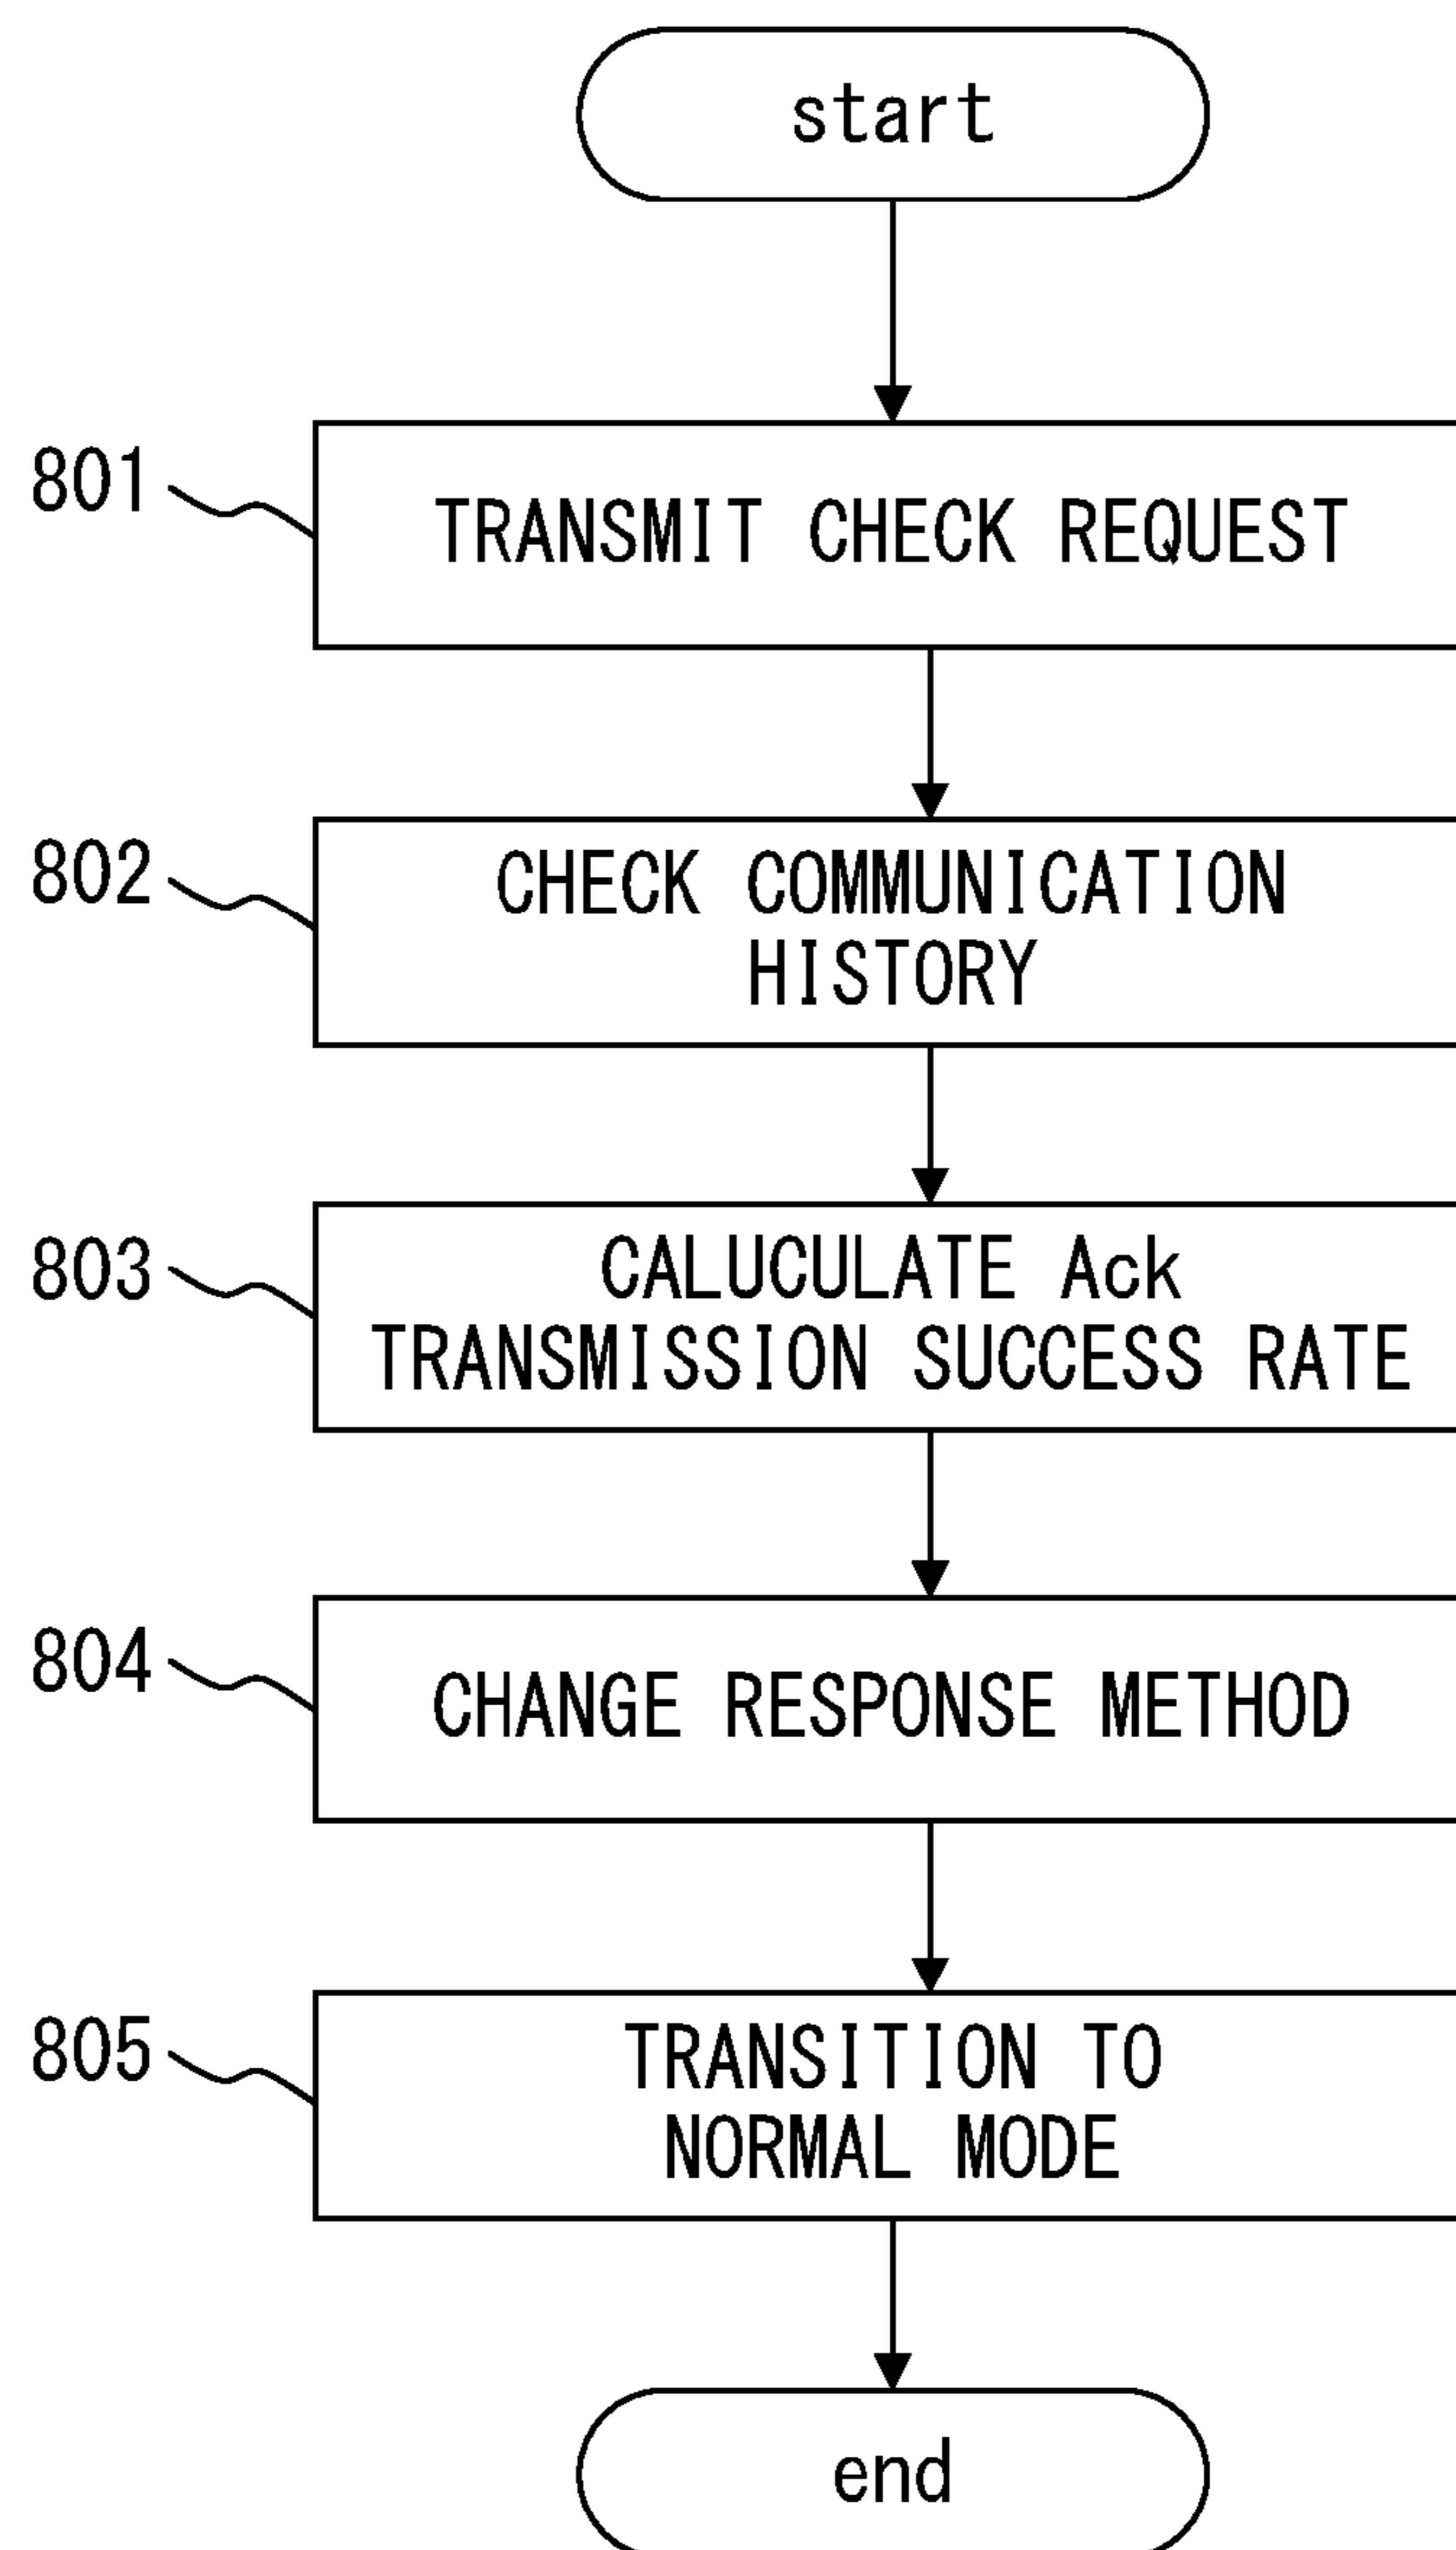 start
801
TRANSMIT CHECK REQUEST
802
CHECK COMMUNICATION
HISTORY
803
CALUCULATE Ack
TRANSMISSION SUCCESS RATE
804
CHANGE RESPONSE METHOD
805
TRANSITION TO
NORMAL MODE
end